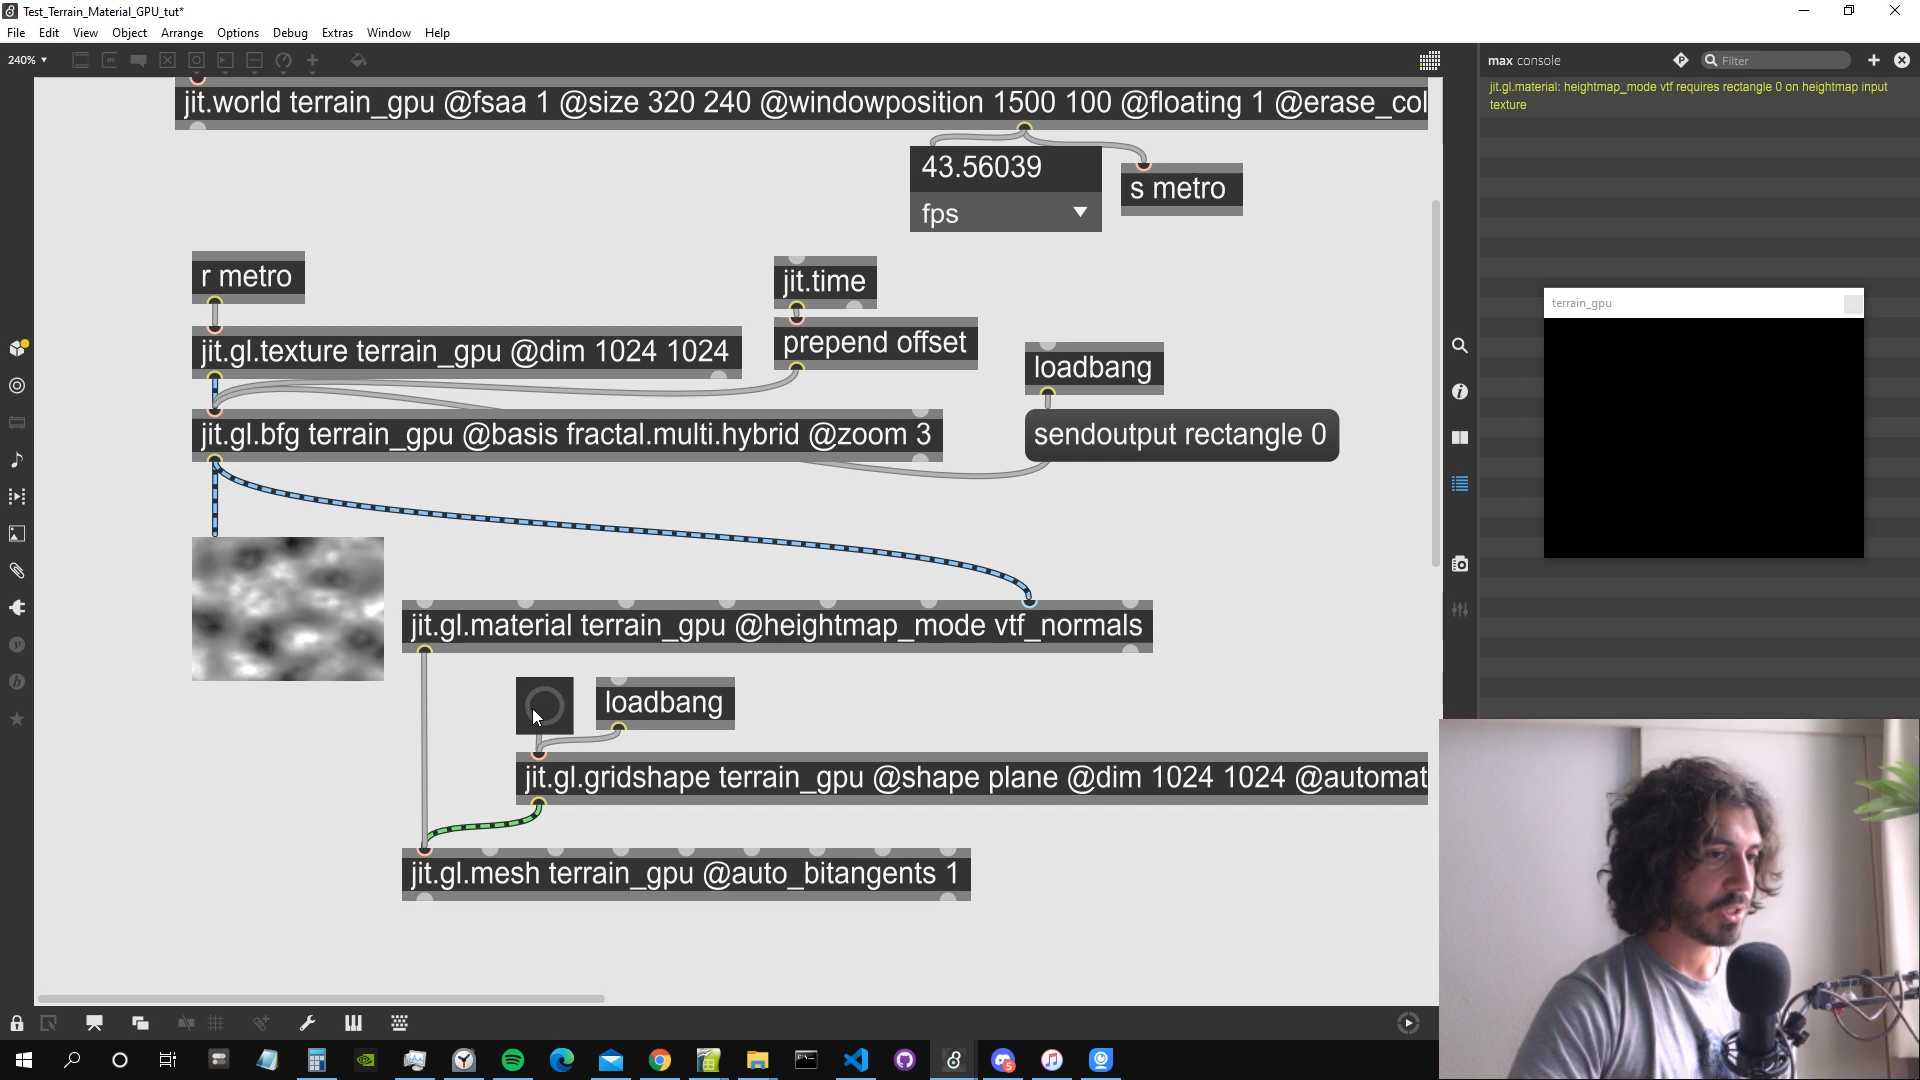 Test_Terrain_Material_GPU_tut*
File Edit View Object Arrange Options Debug Extras Window Help
240%
max console
Filter
jit.gl.material: heightmap_mode vtf requires rectangle 0 on heightmap input
texture
jit.world terrain_gpu @fsaa 1 @size 320 240 @windowposition 1500 100 @floating 1 @erase_col
43.56039
fps
s metro
r metro
jit.time
prepend offset
jit.gl.texture terrain_gpu @dim 1024 1024
loadbang
jit.gl.bfg terrain_gpu @basis fractal.multi.hybrid @zoom 3
sendoutput rectangle 0
terrain_gpu
jit.gl.material terrain_gpu @heightmap_mode vtf_normals
loadbang
jit.gl.gridshape terrain_gpu @shape plane @dim 1024 1024 @automat
jit.gl.mesh terrain_gpu @auto_bitangents 1